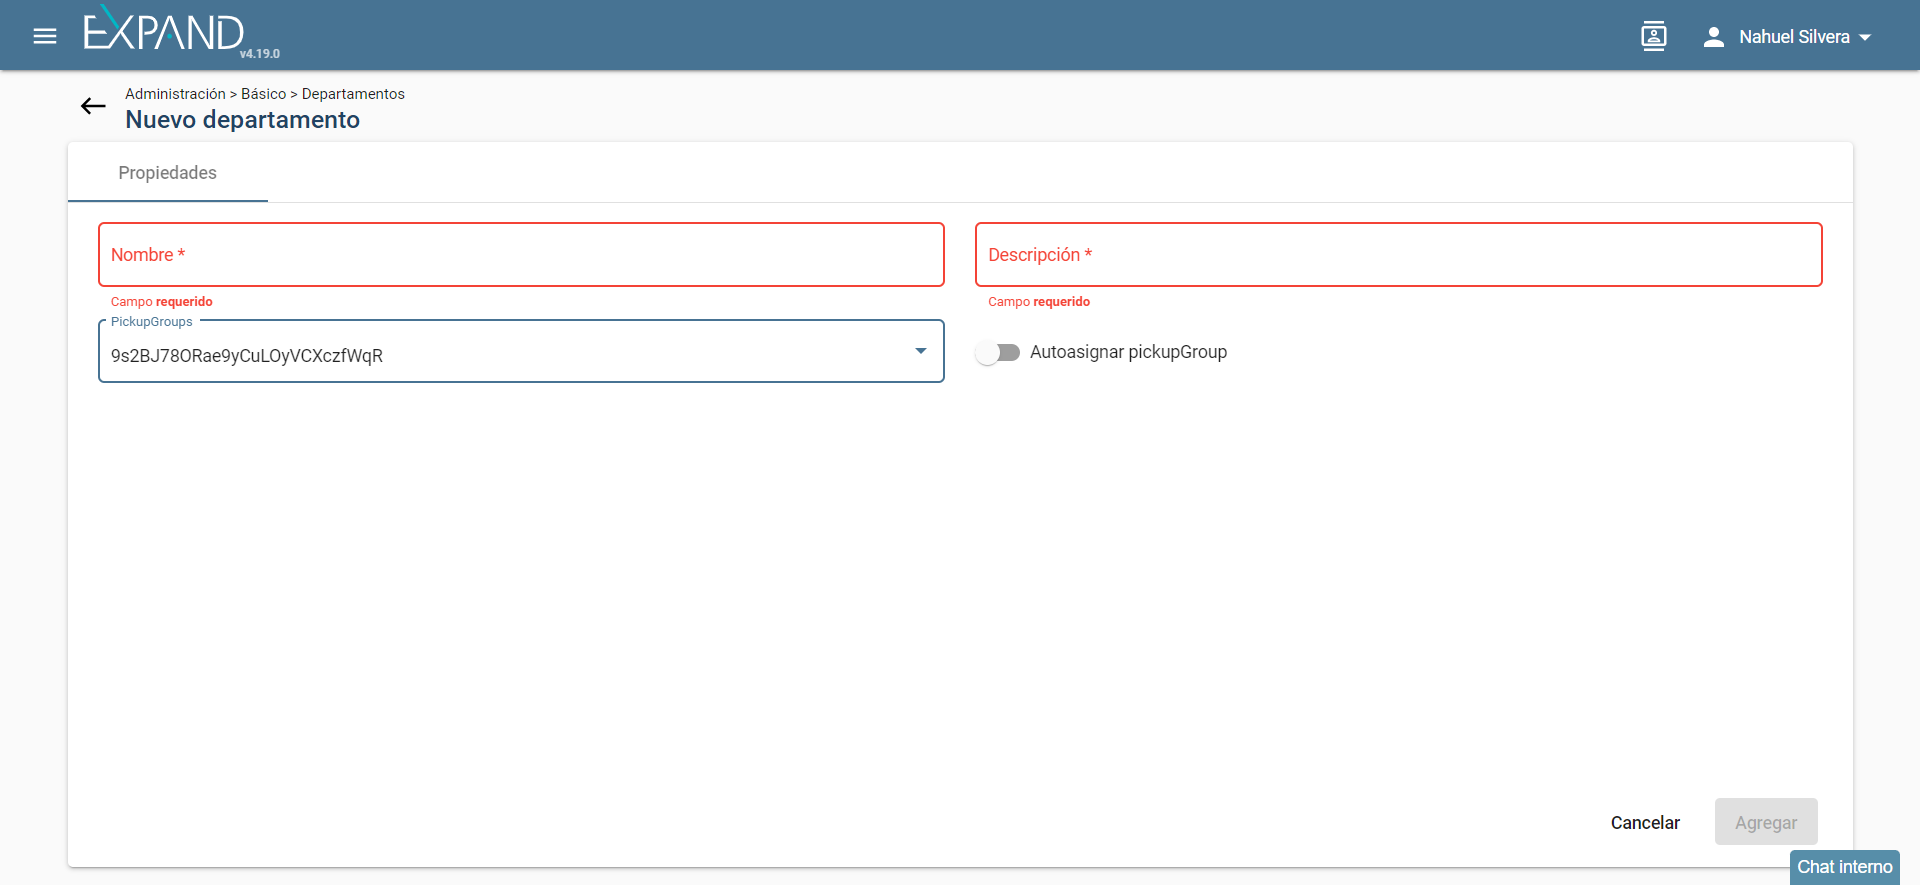 EXPAND
v4.19.0
Nahuel Silvera
Administración > Básico > Departamentos
Nuevo departamento
Propiedades
Nombre *
Descripción *
Campo requerido
Campo requerido
PickupGroups
9s2BJ78ORae9yCuLOyVCXczfWqR
Autoasignar pickupGroup
Cancelar
Agregar
Chat interno